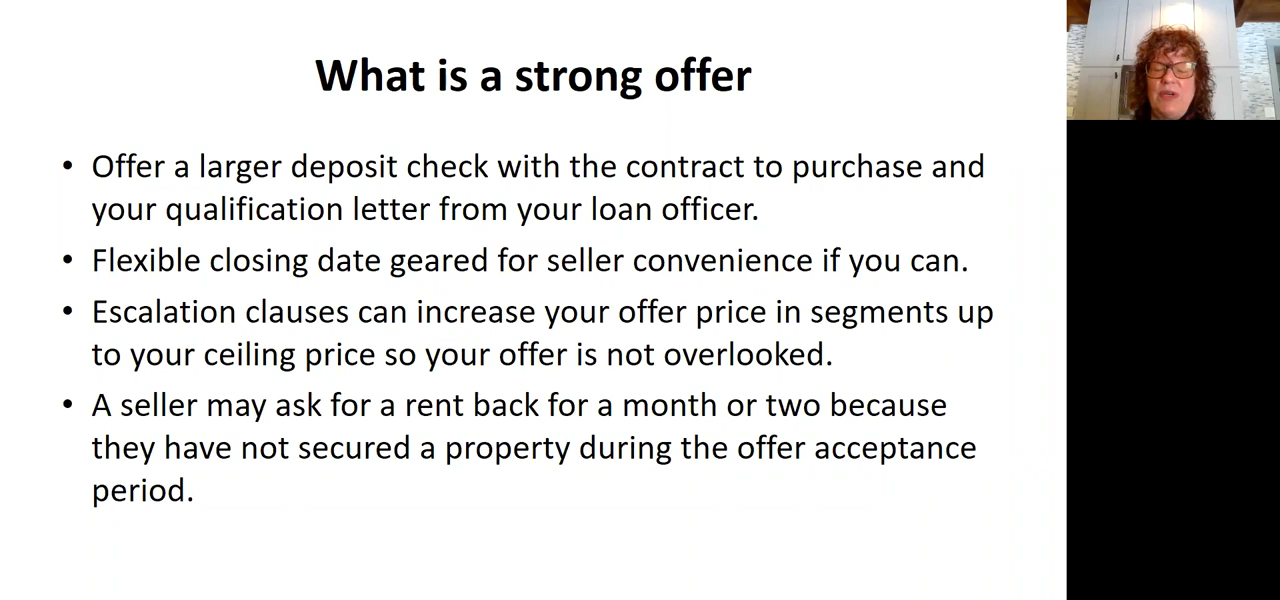 What is a strong offer
• Offer a larger deposit check with the contract to purchase and
your qualification letter from your loan officer.
• Flexible closing date geared for seller convenience if you can.
• Escalation clauses can increase your offer price in segments up
to your ceiling price so your offer is not overlooked.
• A seller may ask for a rent back for a month or two because
they have not secured a property during the offer acceptance
period.